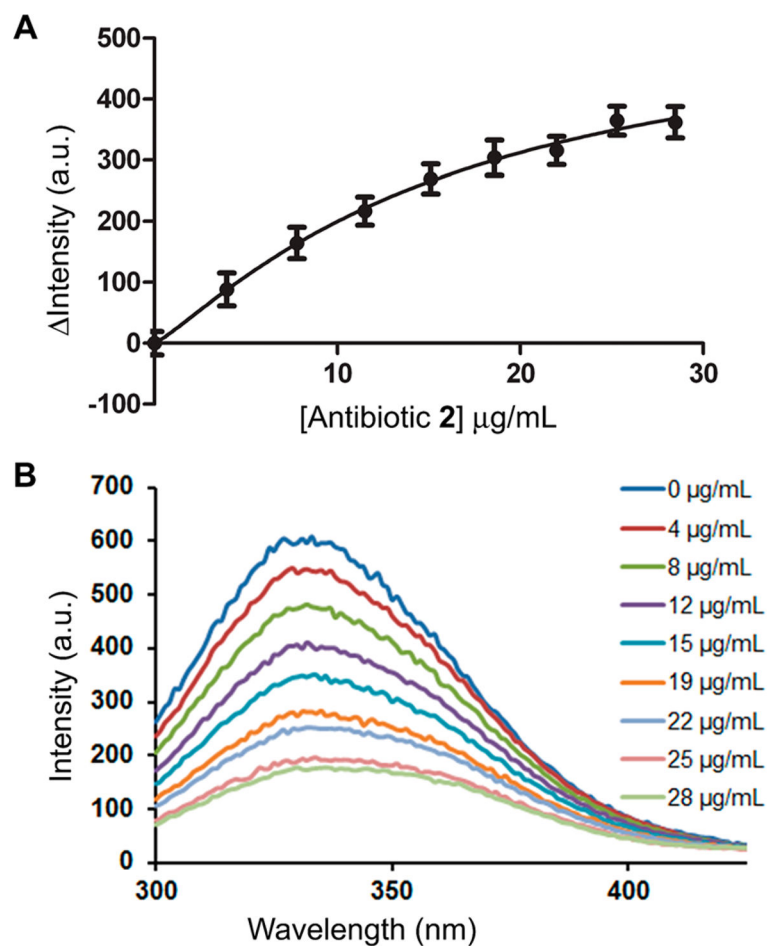 A
500
400
300
200
100
0
-100
ΔIntensity (a.u.)
10
20
30
[Antibiotic 2] μg/mL
B
700
600
500
400
300
200
100
0
Intensity (a.u.)
300
350
400
Wavelength (nm)
0 μg/mL
4 μg/mL
8 μg/mL
12 μg/mL
15 μg/mL
19 μg/mL
22 μg/mL
25 μg/mL
28 μg/mL